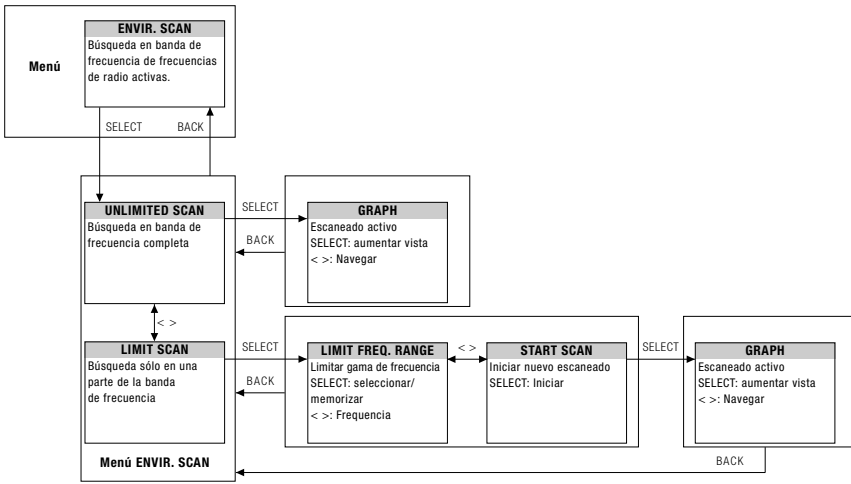 ENVIR. SCAN
Búsqueda en banda de
frecuencia de frecuencias
de radio activas.
Menú
SELECT
BACK
UNLIMITED SCAN
Búsqueda en banda de
frecuencia completa
SELECT
BACK
GRAPH
Escaneado activo
SELECT: aumentar vista
< >: Navegar
< >
LIMIT SCAN
Búsqueda sólo en una
parte de la banda
de frecuencia
SELECT
BACK
LIMIT FREQ. RANGE
Limitar gama de frecuencia
SELECT: seleccionar/
memorizar
< >: Frequencia
< >
START SCAN
Iniciar nuevo escaneado
SELECT: Iniciar
SELECT
GRAPH
Escaneado activo
SELECT: aumentar vista
< >: Navegar
Menú ENVIR. SCAN
BACK